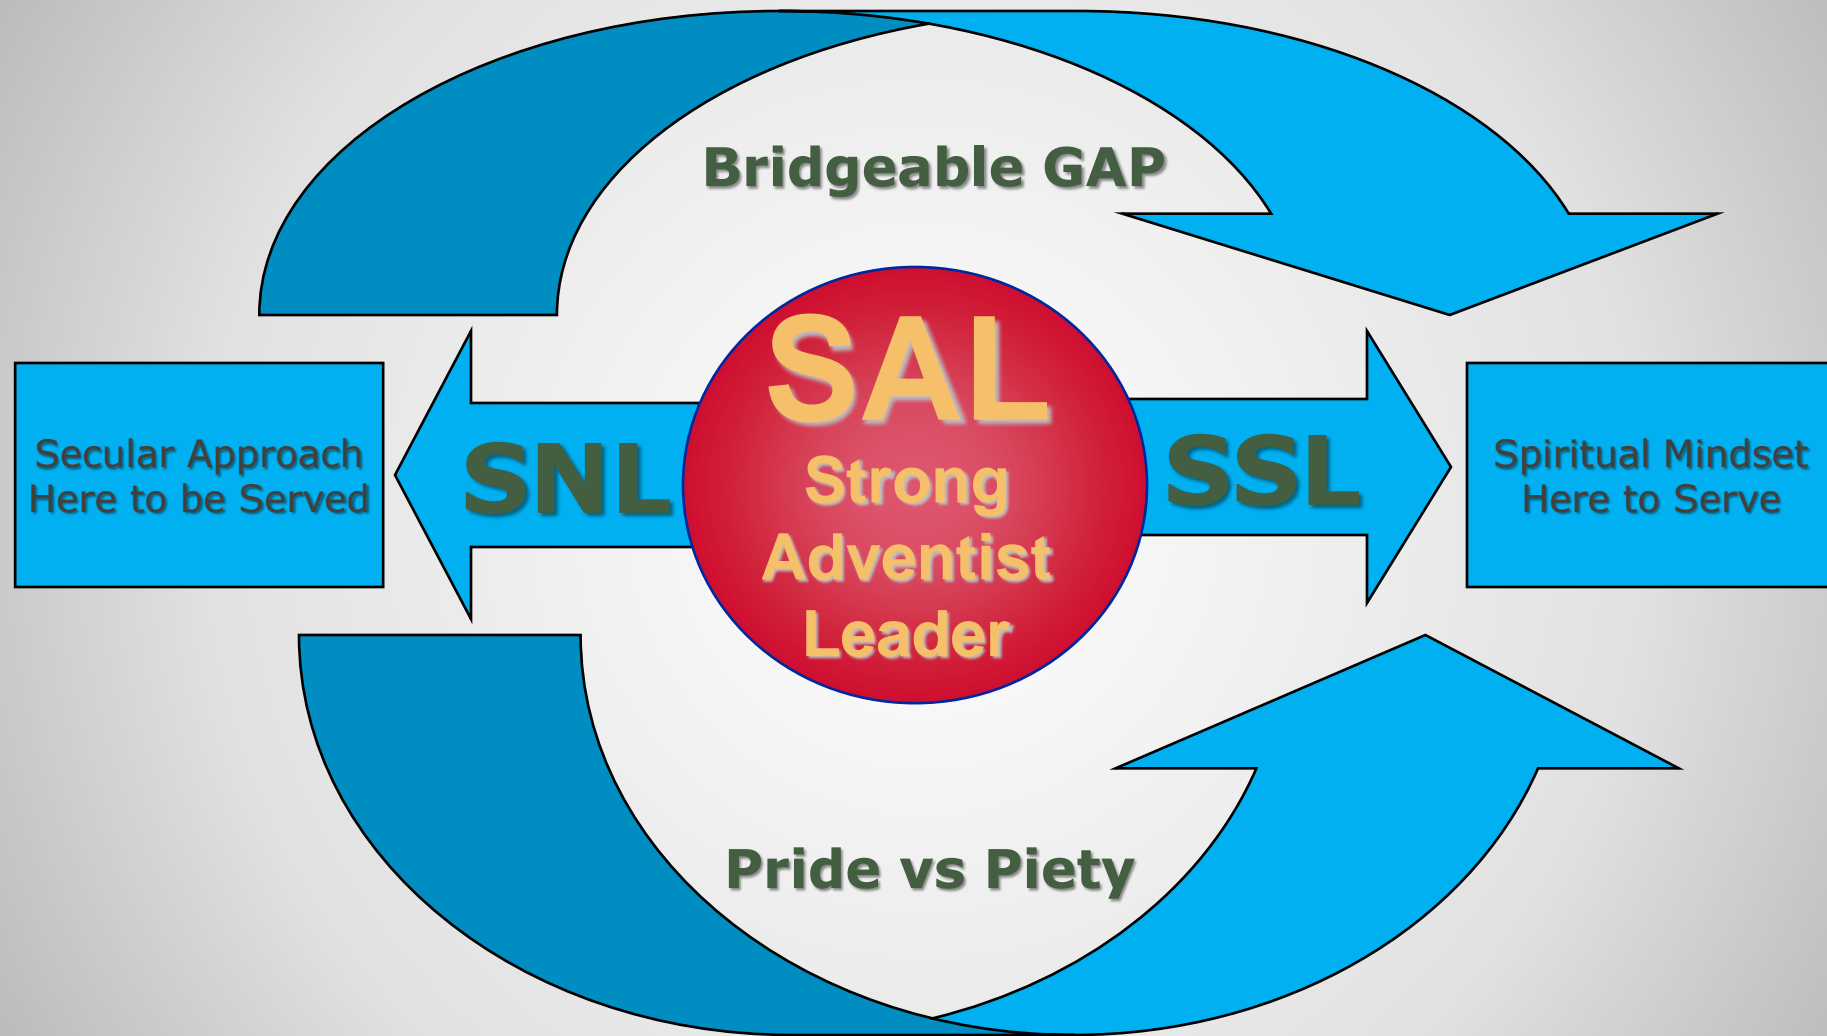 Bridgeable GAP
SAL
Strong
Adventist
Leader
SNL
SSL
Secular Approach
Here to be Served
Spiritual Mindset
Here to Serve
Pride vs Piety